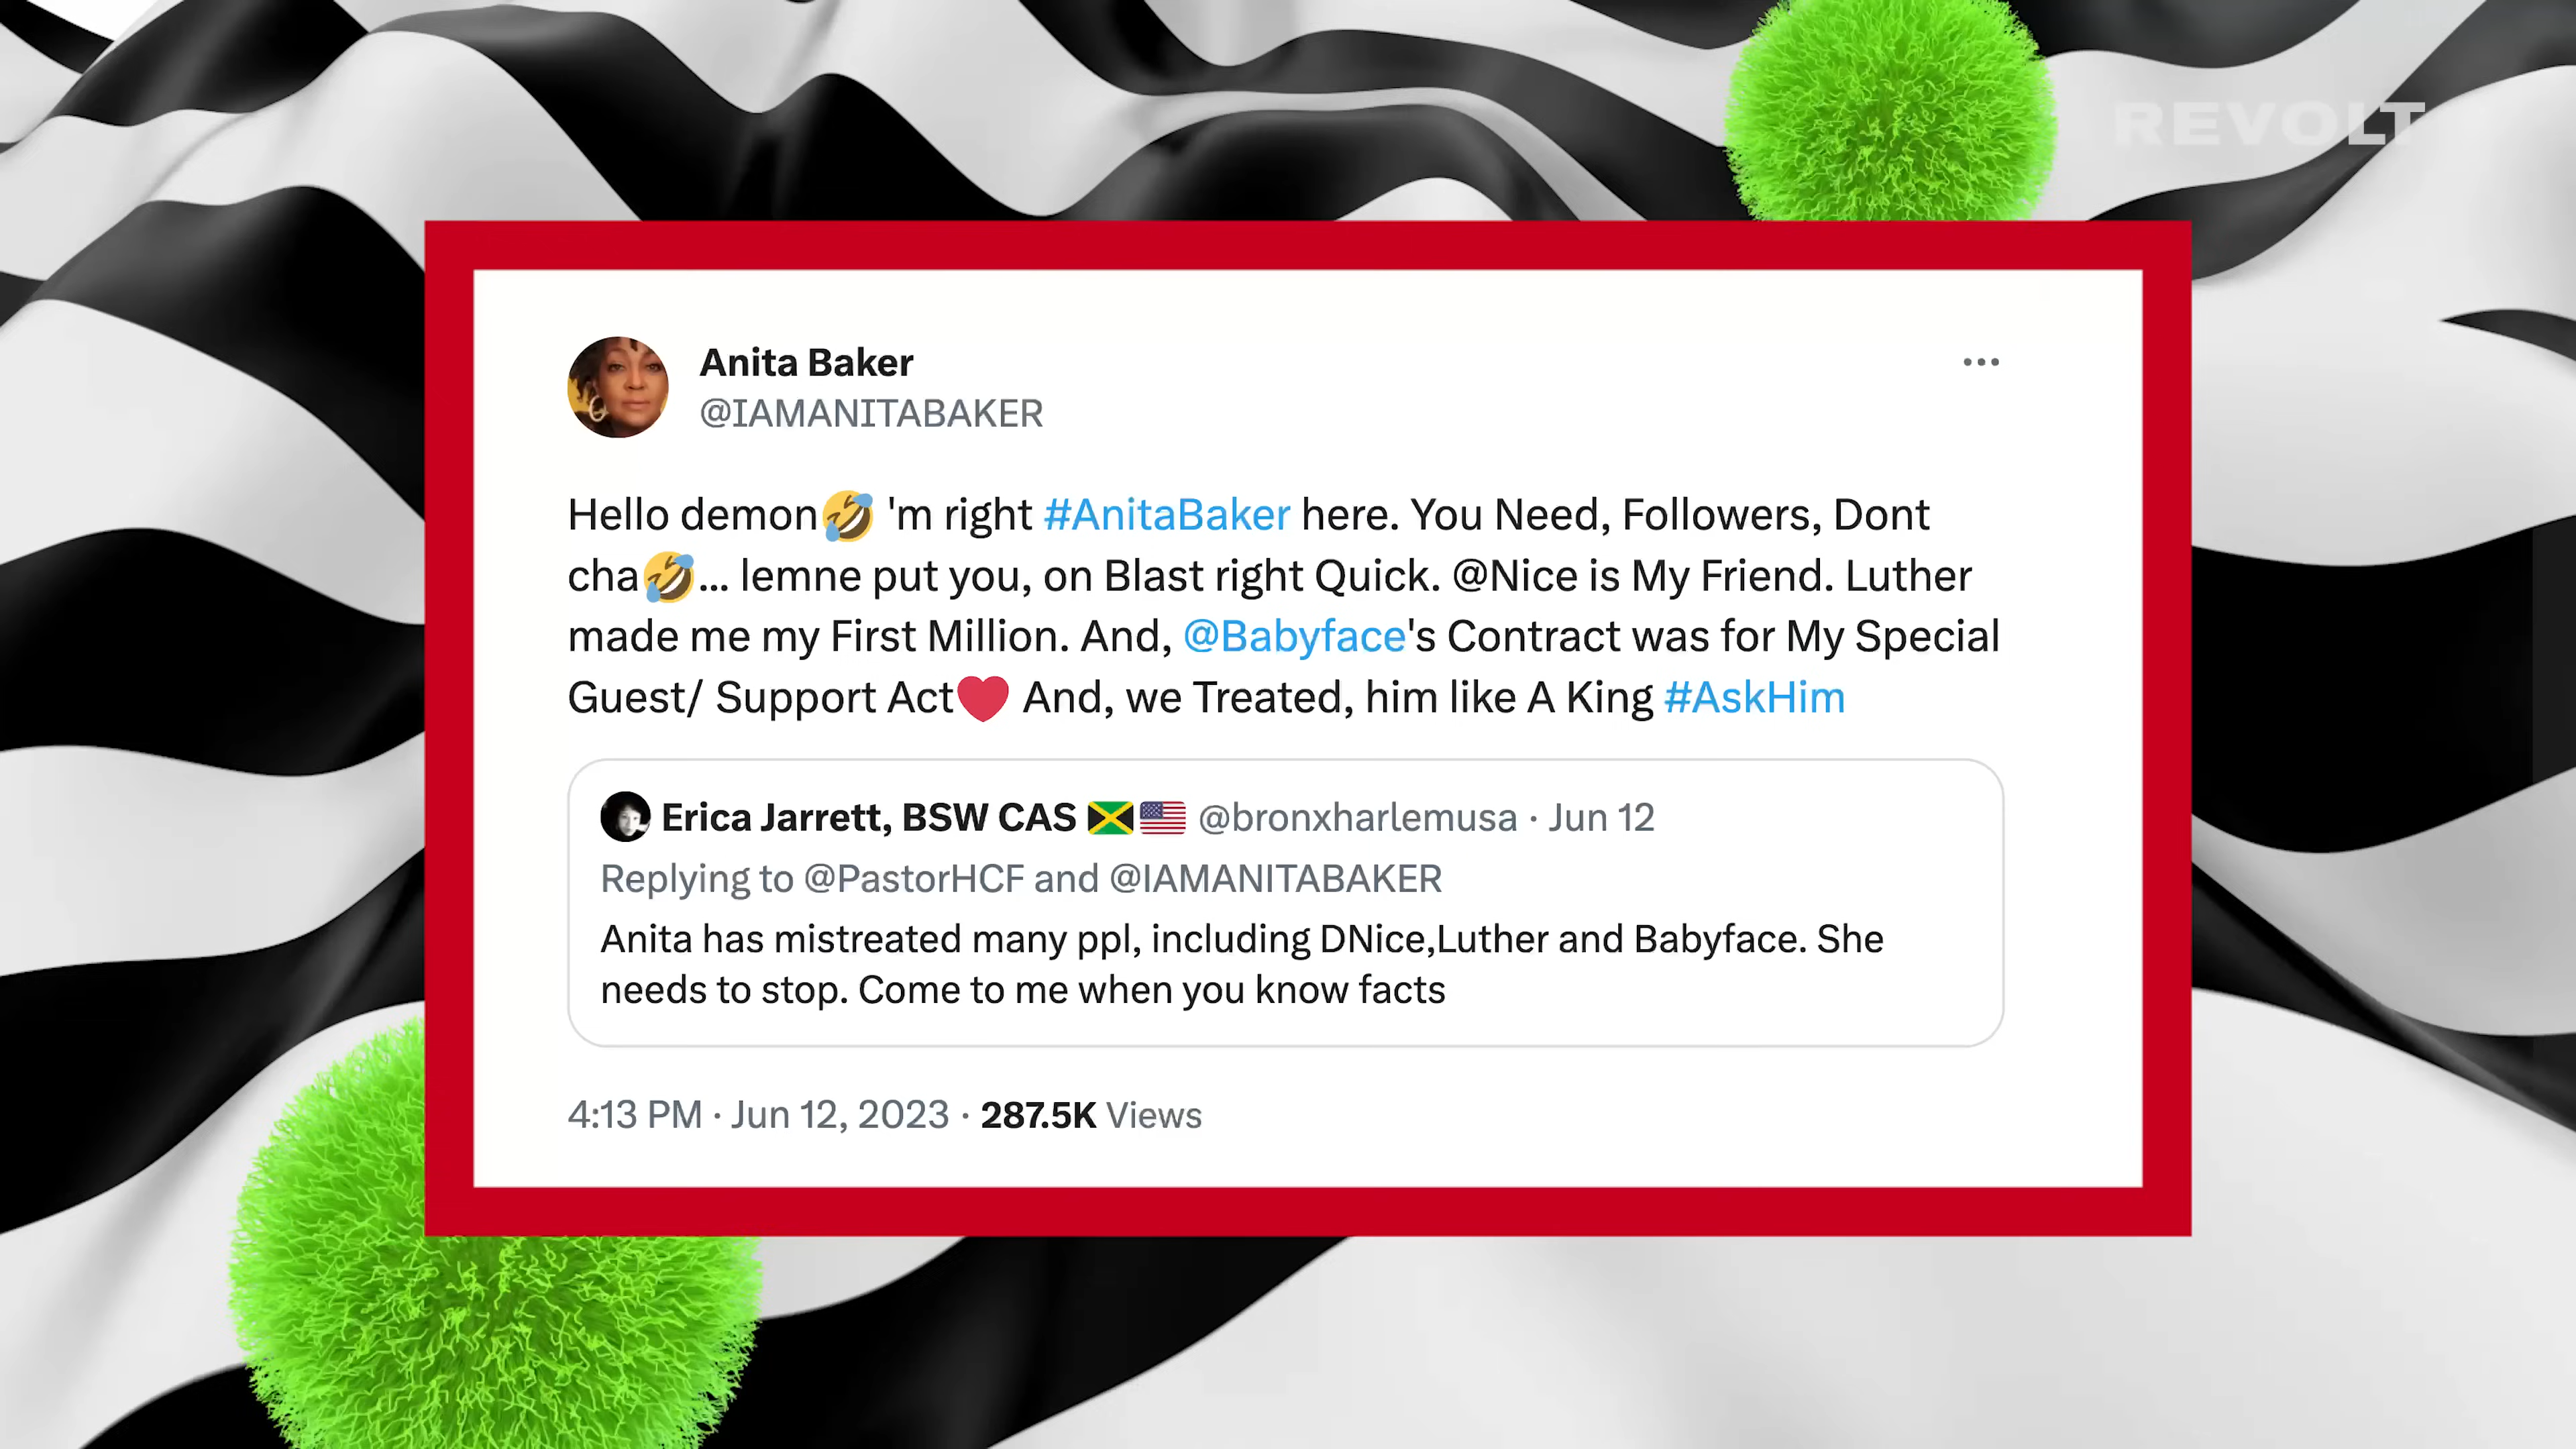 REVOLT
Anita Baker
@IAMANITABAKER
Hello demon🤣 'm right #AnitaBaker here. You Need, Followers, Dont
cha🤣... lemne put you, on Blast right Quick. @Nice is My Friend. Luther
made me my First Million. And, @Babyface's Contract was for My Special
Guest/ Support Act❤️ And, we Treated, him like A King #AskHim
Erica Jarrett, BSW CAS 🇯🇲🇺🇸 @bronxharlemusa · Jun 12
Replying to @PastorHCF and @IAMANITABAKER
Anita has mistreated many ppl, including DNice,Luther and Babyface. She
needs to stop. Come to me when you know facts
4:13 PM · Jun 12, 2023 · 287.5K Views